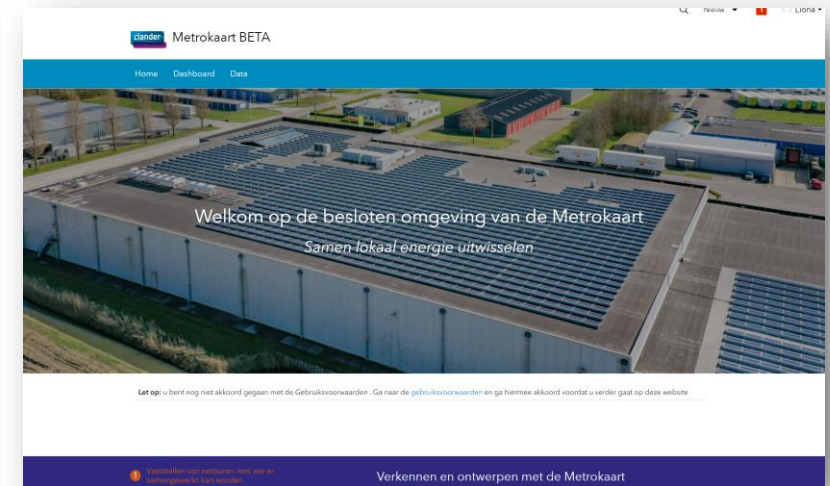 Nieuw
1
Liona
Liander
Metrokaart BETA
Home Dashboard Data
Welkom op de besloten omgeving van de Metrokaart
Samen lokaal energie uitwisselen
Let op: u bent nog niet akkoord gegaan met de Gebruiksvoorwaarden . Ga naar de gebruiksvoorwaarden en ga hiermee akkoord voordat u verder gaat op deze website
1 Vaststellen van netburen met wie er
samengewerkt kan worden
Verkennen en ontwerpen met de Metrokaart